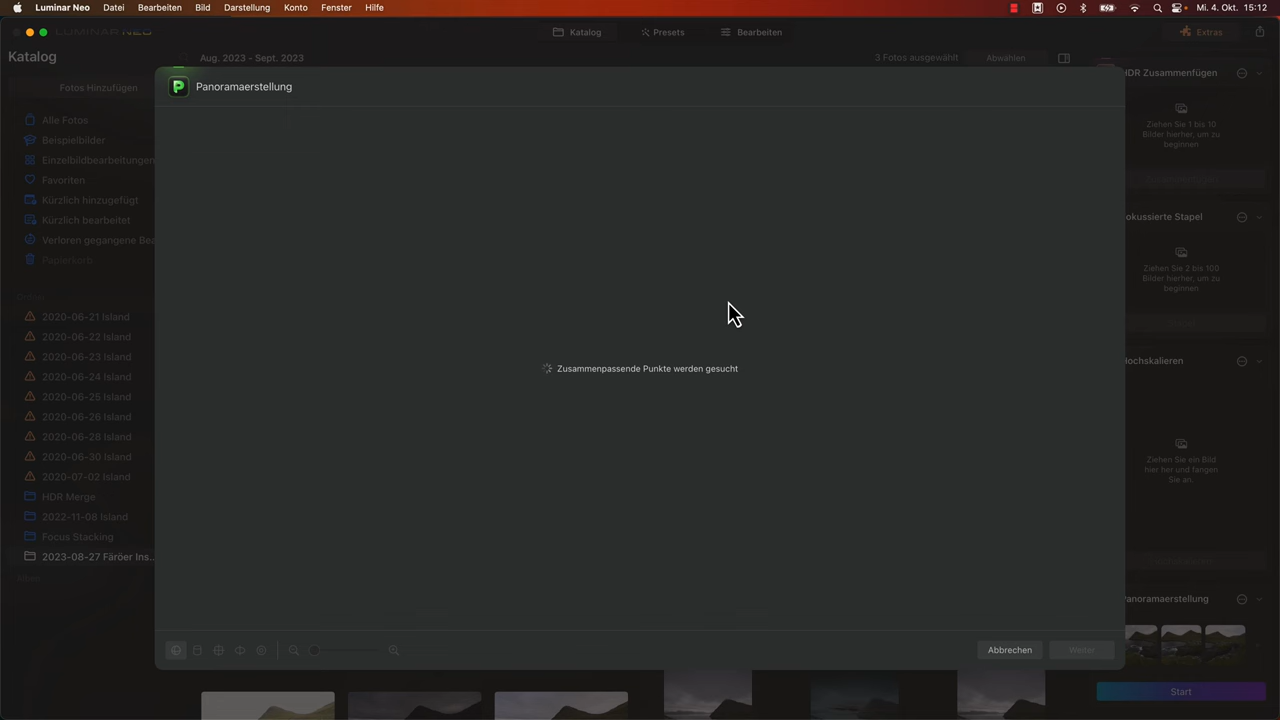 Luminar Neo Datei Bearbeiten Bild Darstellung Konto Fenster Hilfe Mi. 4. Okt. 15:12
LUMINAR NEO Katalog Presets Bearbeiten Extras
Katalog Aug. 2023 - Sept. 2023 3 Fotos ausgewählt Abwählen
HDR Zusammenfügen
Panoramaerstellung
Fotos Hinzufügen
Alle Fotos
Beispielbilder
Einzelbildbearbeitungen
Favoriten
Kürzlich hinzugefügt
Kürzlich bearbeitet
Verloren gegangene Bea
Papierkorb
2020-06-21 Island
2020-06-22 Island
2020-06-23 Island
2020-06-24 Island
2020-06-25 Island
2020-06-26 Island
2020-06-28 Island
2020-06-30 Island
2020-07-02 Island
HDR Merge
2022-11-08 Island
Focus Stacking
2023-08-27 Färöer Ins...
Zusammenpassende Punkte werden gesucht
Abbrechen Weiter
Ziehen Sie 1 bis 10
Bilder hierher, um zu
beginnen
okussierte Stapel
Ziehen Sie 2 bis 100
Bilder hierher, um zu
beginnen
Hochskalieren
Ziehen Sie ein Bild
hier her und fangen
Sie an.
Panoramaerstellung
Start